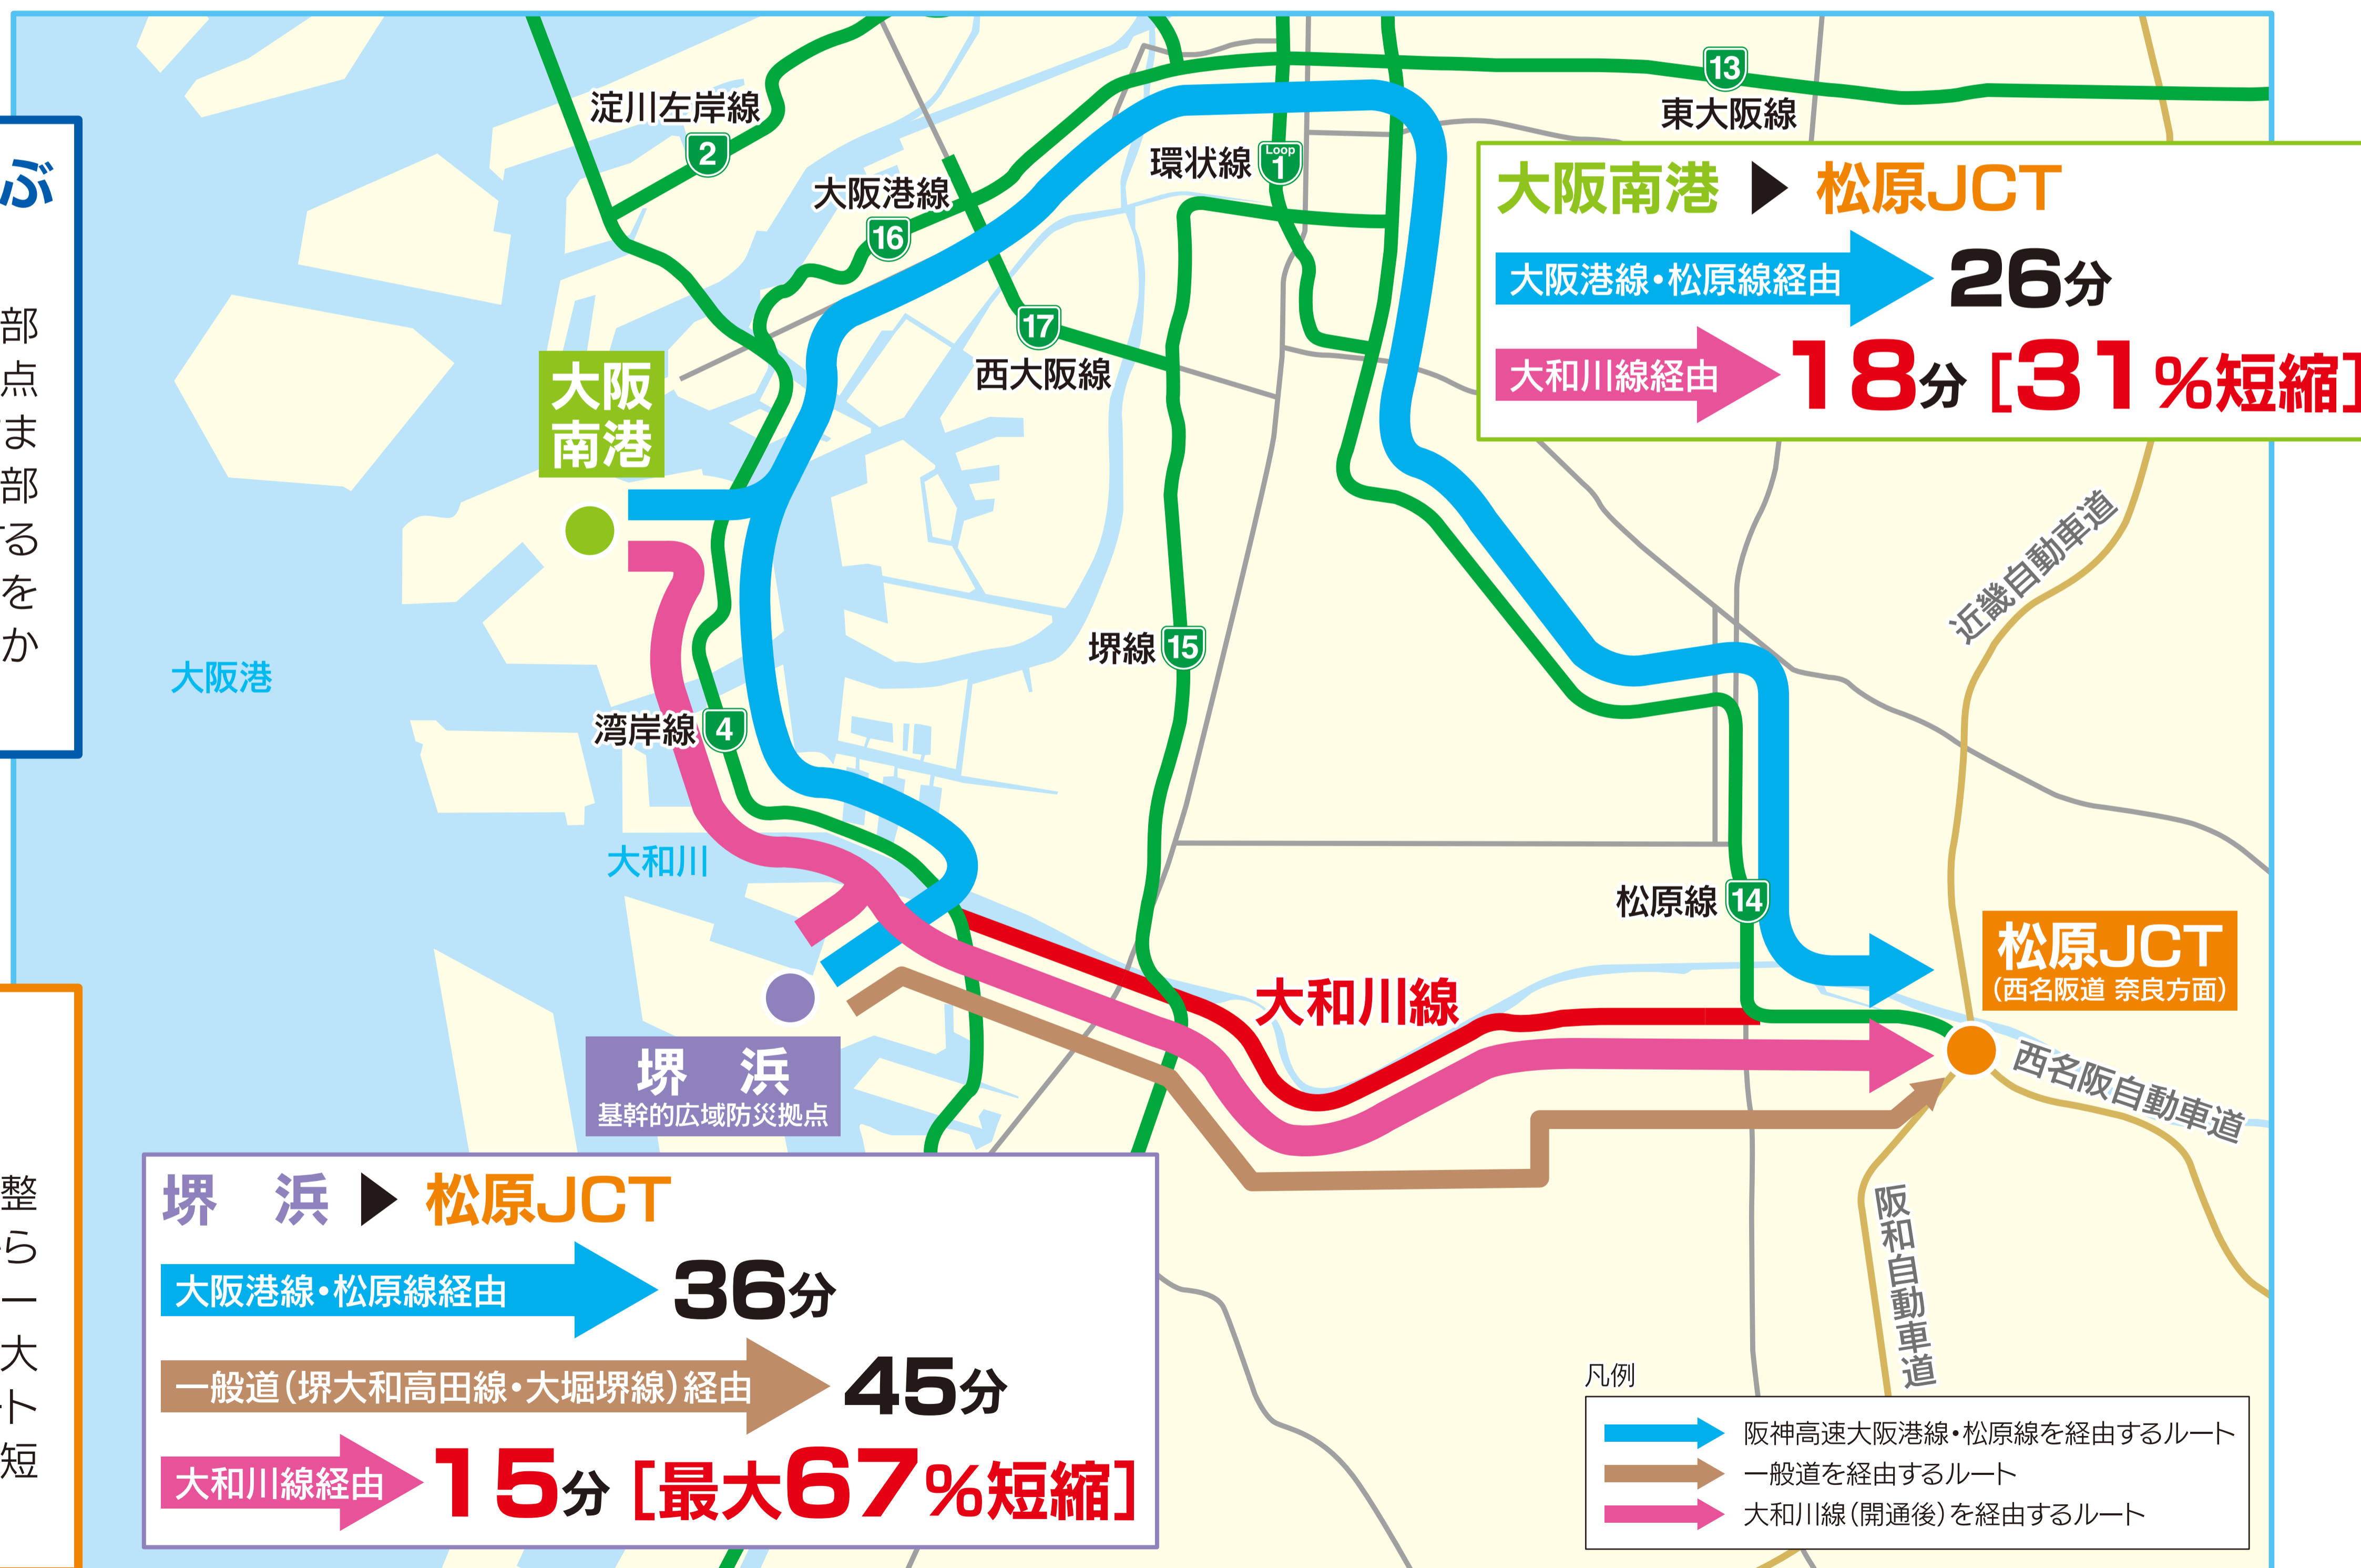 ぶ
部
点
ま
部
る
を
か
整
ら
ー
大
ト
短
13
東大阪線
淀川左岸線
2
環状線
Loop
1
大阪港線
16
17
西大阪線
大阪南港 ▶ 松原JCT
大阪港線・松原線経由 26分
大和川線経由 18分 [31%短縮]
大阪
南港
近畿自動車道
堺線 15
大阪港
湾岸線 4
大和川
松原線 14
松原JCT
(西名阪道 奈良方面)
大和川線
西名阪自動車道
堺 浜
基幹的広域防災拠点
阪和自動車道
堺 浜 ▶ 松原JCT
大阪港線・松原線経由 36分
一般道(堺大和高田線・大堀堺線)経由 45分
大和川線経由 15分 [最大67%短縮]
凡例
阪神高速大阪港線・松原線を経由するルート
一般道を経由するルート
大和川線(開通後)を経由するルート